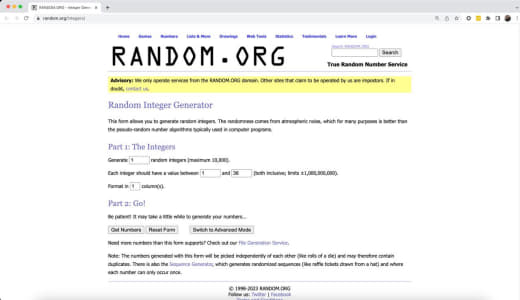 RANDOM.ORG - Integer Gener
random.org/integers/
Home Games Numbers Lists & More Drawings Web Tools Statistics Testimonials Learn More Login
RANDOM.ORG
Search RANDOM.ORG
Search
True Random Number Service
Advisory: We only operate services from the RANDOM.ORG domain. Other sites that claim to be operated by us are impostors. If in
doubt, contact us.
Random Integer Generator
This form allows you to generate random integers. The randomness comes from atmospheric noise, which for many purposes is better than
the pseudo-random number algorithms typically used in computer programs.
Part 1: The Integers
Generate 1 random integers (maximum 10,000).
Each integer should have a value between 1 and 36 (both inclusive; limits ±1,000,000,000).
Format in 1 column(s).
Part 2: Go!
Be patient! It may take a little while to generate your numbers...
Get Numbers Reset Form Switch to Advanced Mode
Need more numbers than this form supports? Check out our File Generation Service.
Note: The numbers generated with this form will be picked independently of each other (like rolls of a die) and may therefore contain
duplicates. There is also the Sequence Generator, which generates randomized sequences (like raffle tickets drawn from a hat) and where
each number can only occur once.
© 1998-2023 RANDOM.ORG
Follow us: Twitter | Facebook